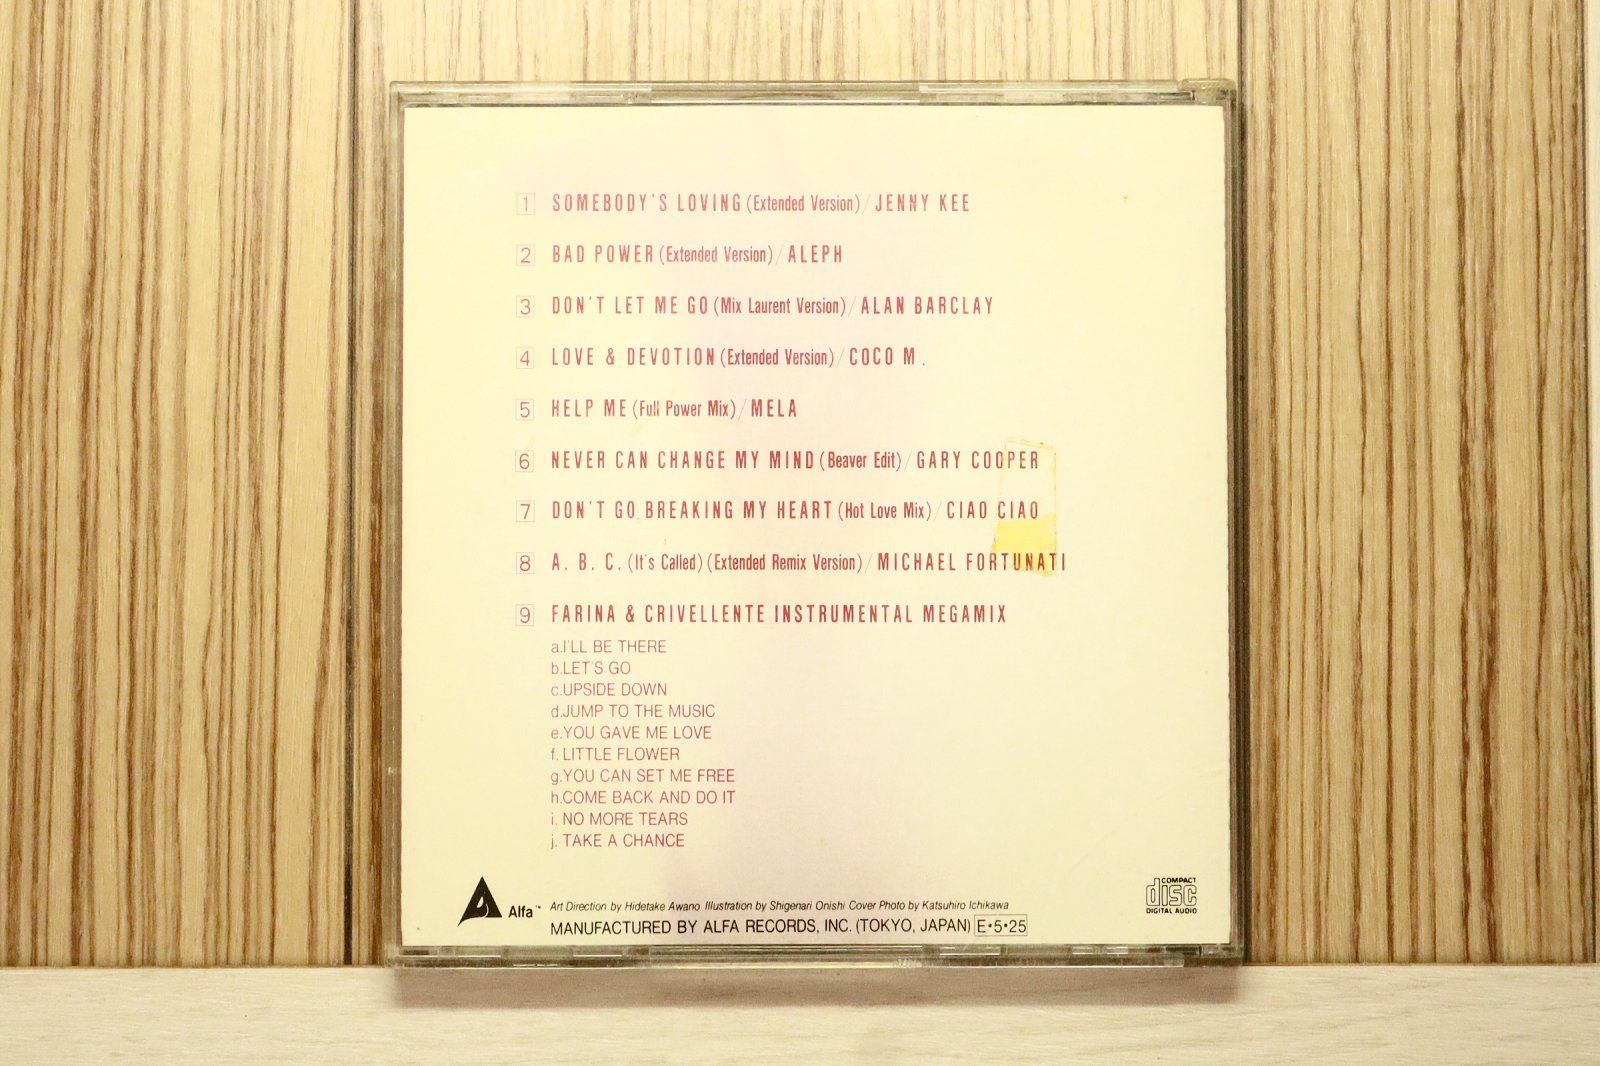 1 SOMEBODY'S LOVING (Extended Version) / JENNY KEE
2 BAD POWER (Extended Version) / ALEPH
3 DON'T LET ME GO (Mix Laurent Version) / ALAN BARCLAY
4 LOVE & DEVOTION (Extended Version) / COCO M.
5 HELP ME (Full Power Mix) / MELA
6 NEVER CAN CHANGE MY MIND (Beaver Edit) / GARY COOPER
7 DON'T GO BREAKING MY HEART (Hot Love Mix) / CIAO CIAO
8 A. B. C. (It's Called) (Extended Remix Version) / MICHAEL FORTUNATI
9 FARINA & CRIVELLENTE INSTRUMENTAL MEGAMIX
a.I'LL BE THERE
b.LET'S GO
c.UPSIDE DOWN
d.JUMP TO THE MUSIC
e.YOU GAVE ME LOVE
f. LITTLE FLOWER
g.YOU CAN SET ME FREE
h.COME BACK AND DO IT
i. NO MORE TEARS
j. TAKE A CHANCE
Alfa™
Art Direction by Hidetake Awano Illustration by Shigenari Onishi Cover Photo by Katsuhiro Ichikawa
MANUFACTURED BY ALFA RECORDS, INC. (TOKYO, JAPAN) E•5•25
COMPACT
disc
DIGITAL AUDIO